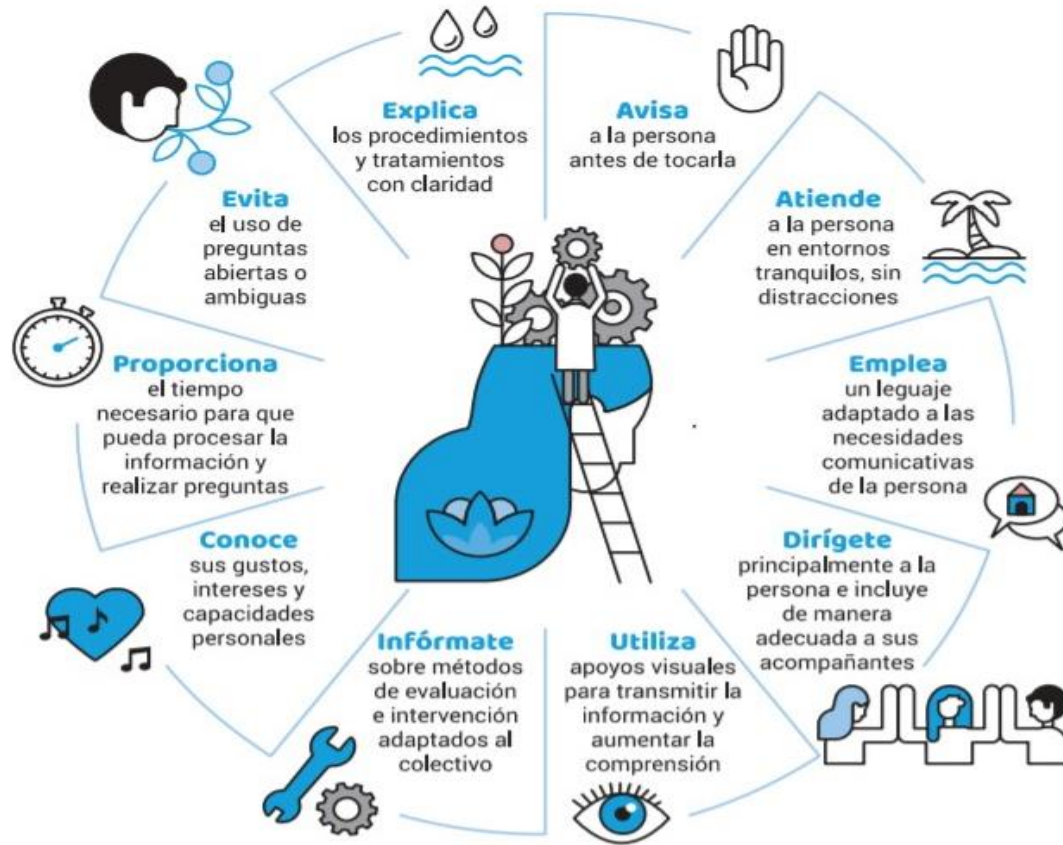 Explica
los procedimientos
y tratamientos
con claridad
Avisa
a la persona
antes de tocarla
Atiende
a la persona
en entornos
tranquilos, sin
distracciones
Emplea
un leguaje
adaptado a las
necesidades
comunicativas
de la persona
Dirígete
principalmente a la
persona e incluye
de manera
adecuada a sus
acompañantes
Utiliza
apoyos visuales
para transmitir la
información y
aumentar la
comprensión
Infórmate
sobre métodos
de evaluación
e intervención
adaptados al
colectivo
Conoce
sus gustos,
intereses y
capacidades
personales
Proporciona
el tiempo
necesario para que
pueda procesar la
información y
realizar preguntas
Evita
el uso de
preguntas
abiertas o
ambiguas